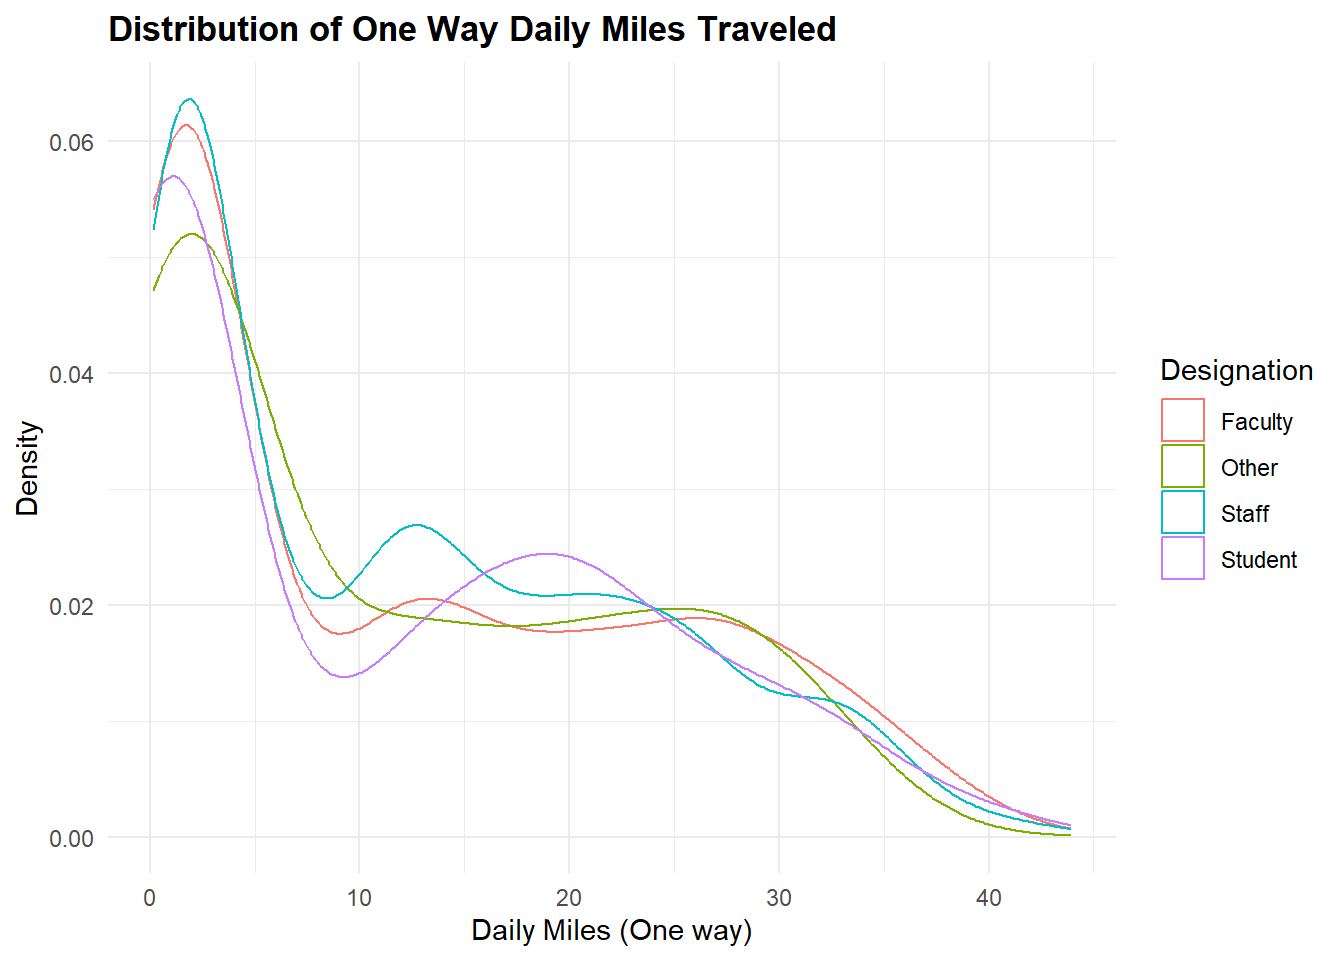 Distribution of One Way Daily Miles Traveled
0.06
0.04
0.02
0.00
Density
0
10
20
30
40
Daily Miles (One way)
Designation
Faculty
Other
Staff
Student